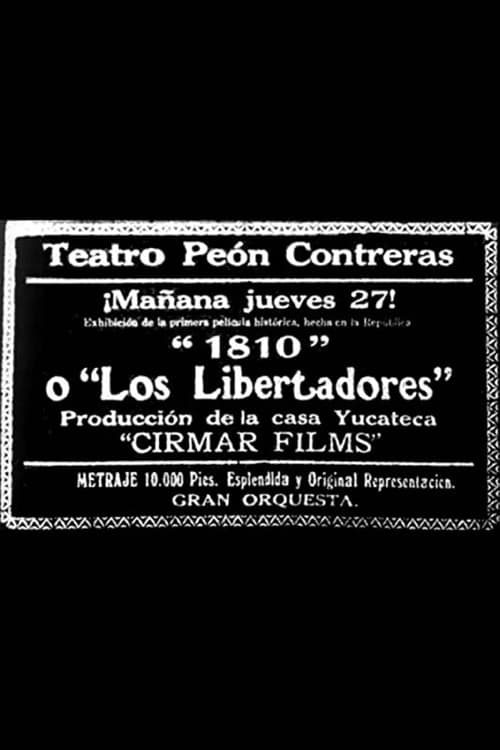 Teatro Peón Contreras
¡Mañana jueves 27!
Exhibición de la primera película histórica, hecha en la República
“ 1810 ”
o “Los Libertadores”
Producción de la casa Yucateca
“CIRMAR FILMS”
METRAJE 10.000 Pies. Esplendida y Original Representacion.
GRAN ORQUESTA.